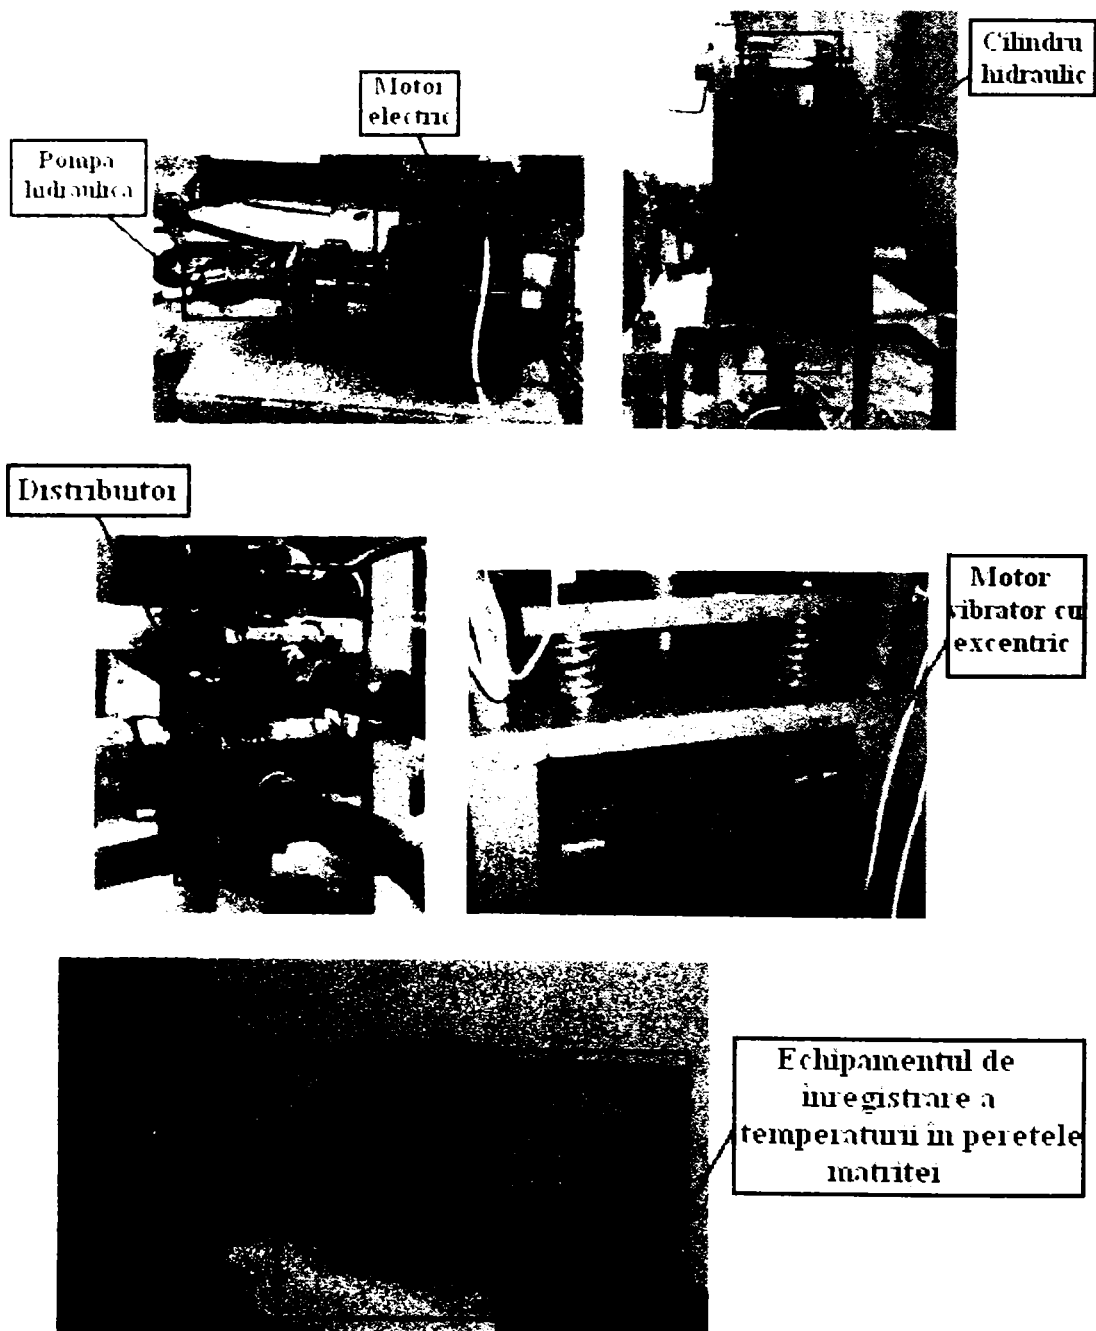 Cilindru
hidraulic
Motor
electric
Pompa
hidraulica
Distribuitor
Motor
vibrator cu
excentric
Echipamentul de
inregistrare a
temperaturii in peretele
matritei